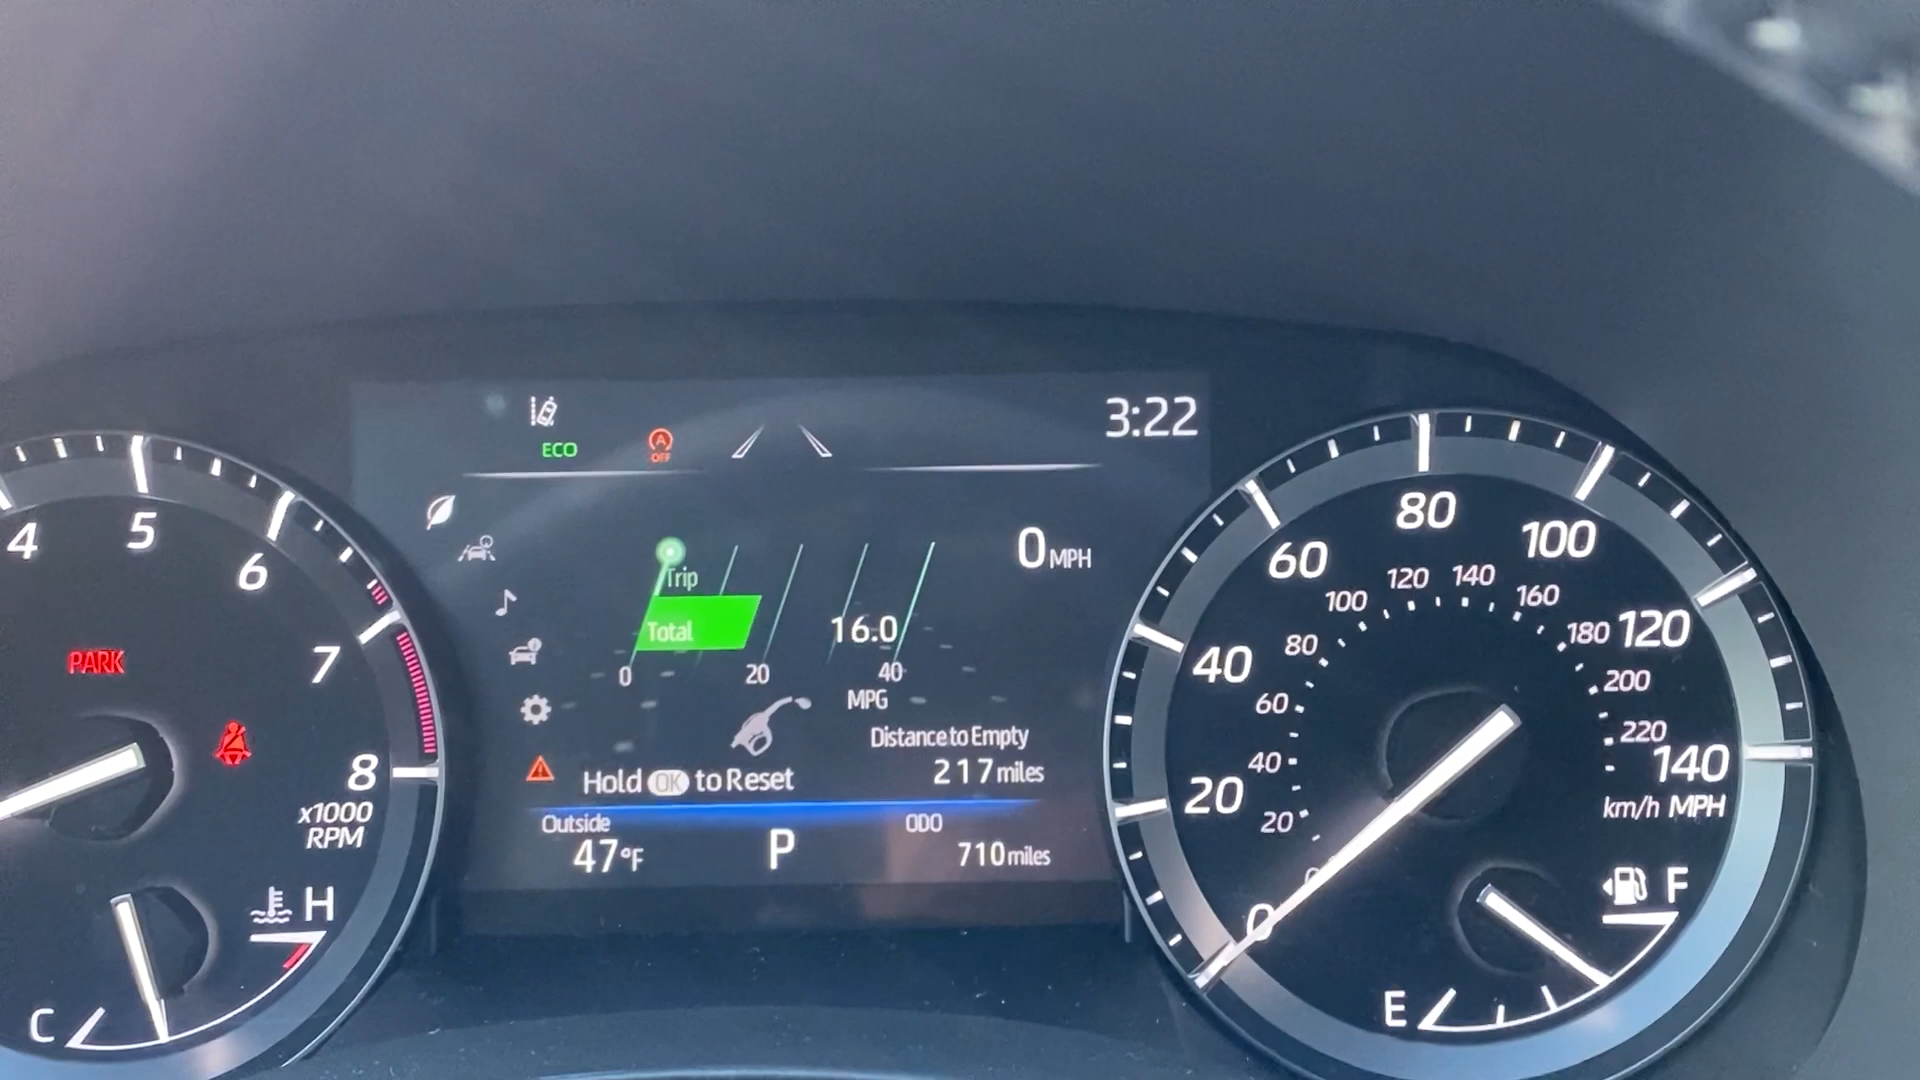 3:22
ECO
A
OFF
0 MPH
Trip
Total
16.0
0 20 40
MPG
Distance to Empty
217 miles
Hold OK to Reset
Outside
47°F
P
ODO
710 miles
4 5 6 7 8
x1000
RPM
PARK
H
C
0 20 40 60 80 100 120 140
20 40 60 80 100 120 140 160 180 200 220
km/h MPH
F
E